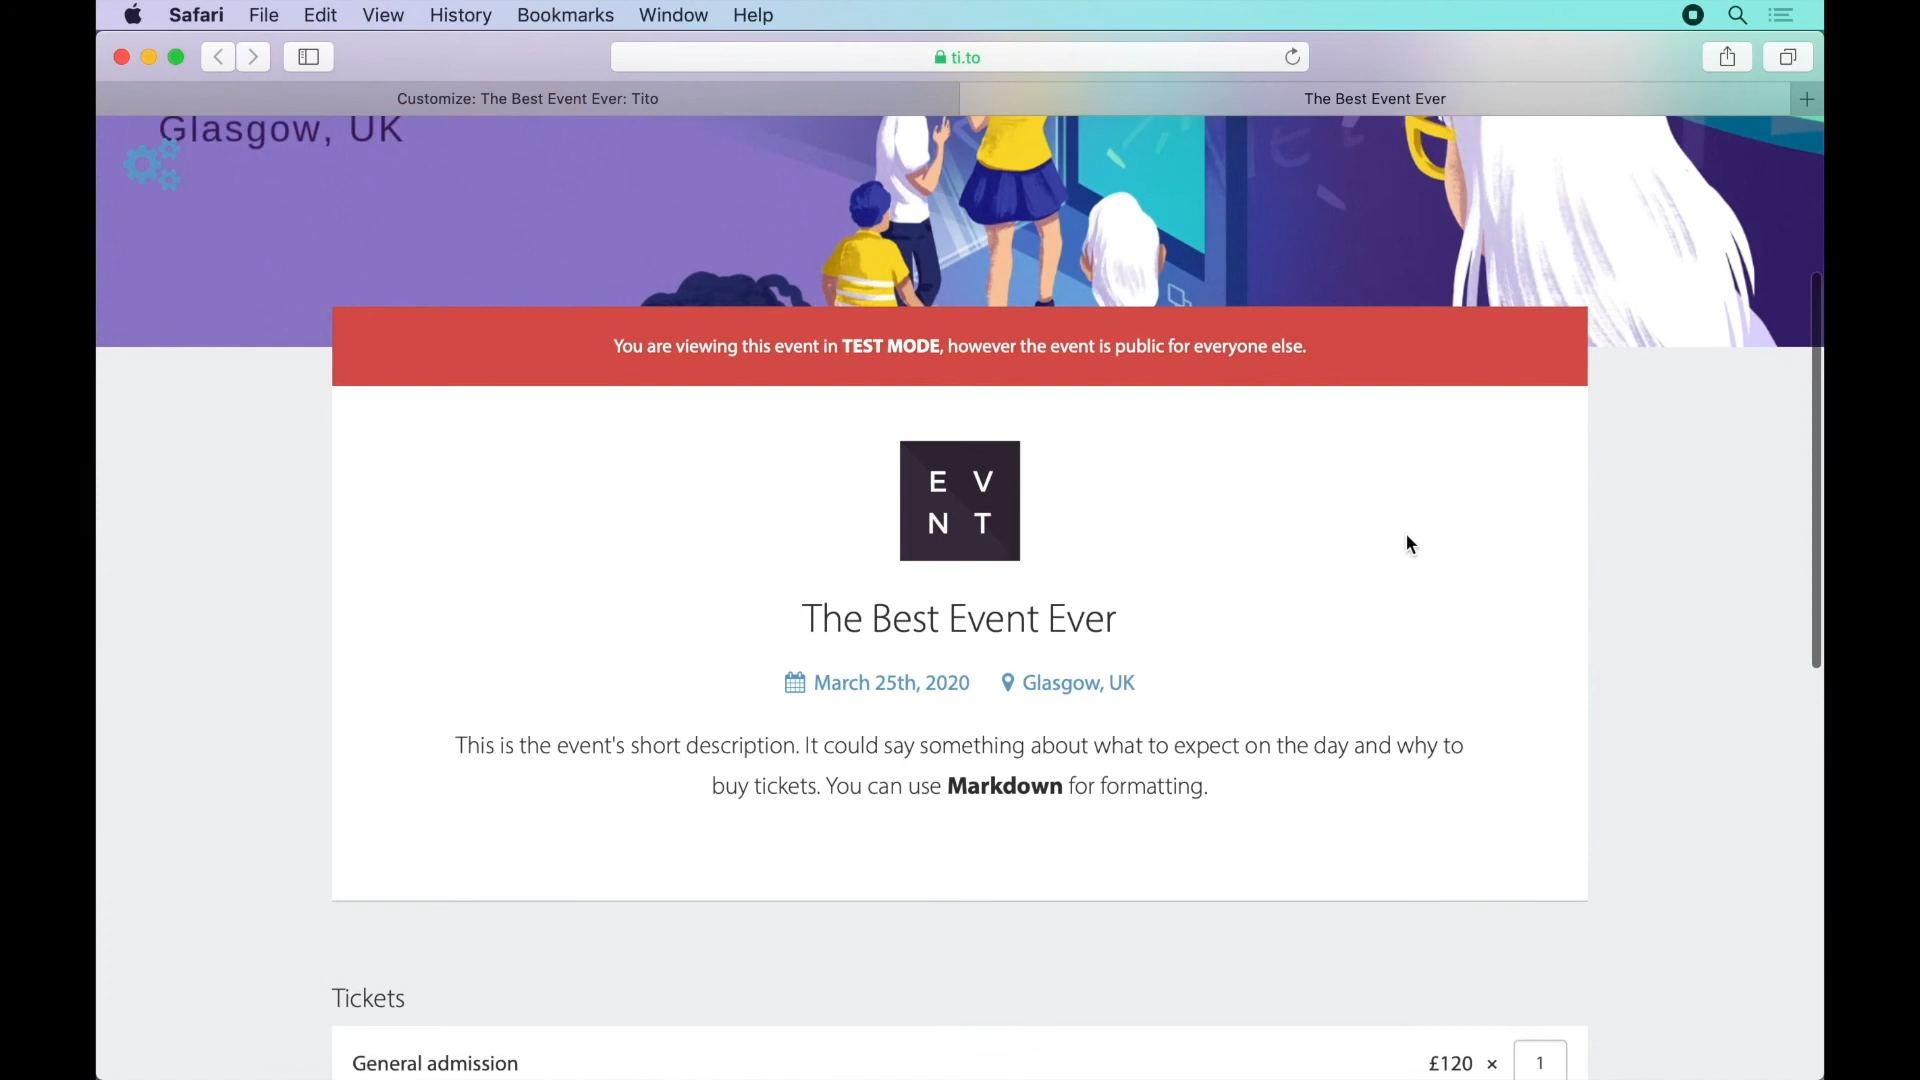 Safari File Edit View History Bookmarks Window Help
ti.to
Customize: The Best Event Ever: Tito
The Best Event Ever
Glasgow, UK
You are viewing this event in TEST MODE, however the event is public for everyone else.
E V
N T
The Best Event Ever
March 25th, 2020 Glasgow, UK
This is the event's short description. It could say something about what to expect on the day and why to
buy tickets. You can use Markdown for formatting.
Tickets
General admission £120 × 1